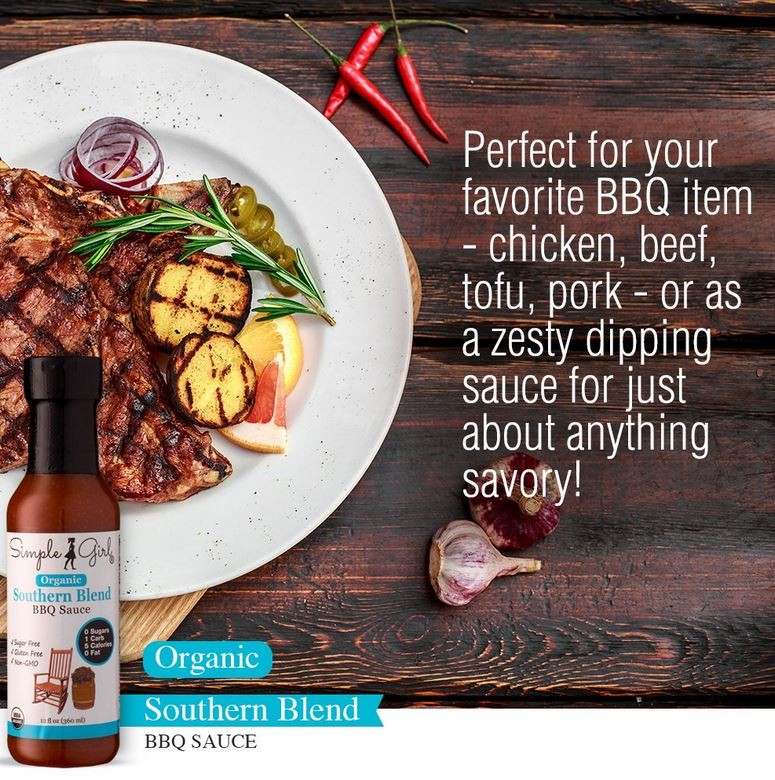 Perfect for your
favorite BBQ item
- chicken, beef,
tofu, pork - or as
a zesty dipping
sauce for just
about anything
savory!
Simple Girl
Organic
Southern Blend
BBQ Sauce
√ Sugar Free
√ Gluten Free
√ Non-GMO
0 Sugars
1 Carb
5 Calories
0 Fat
USDA
12 fl oz (360 ml)
Organic
Southern Blend
BBQ SAUCE